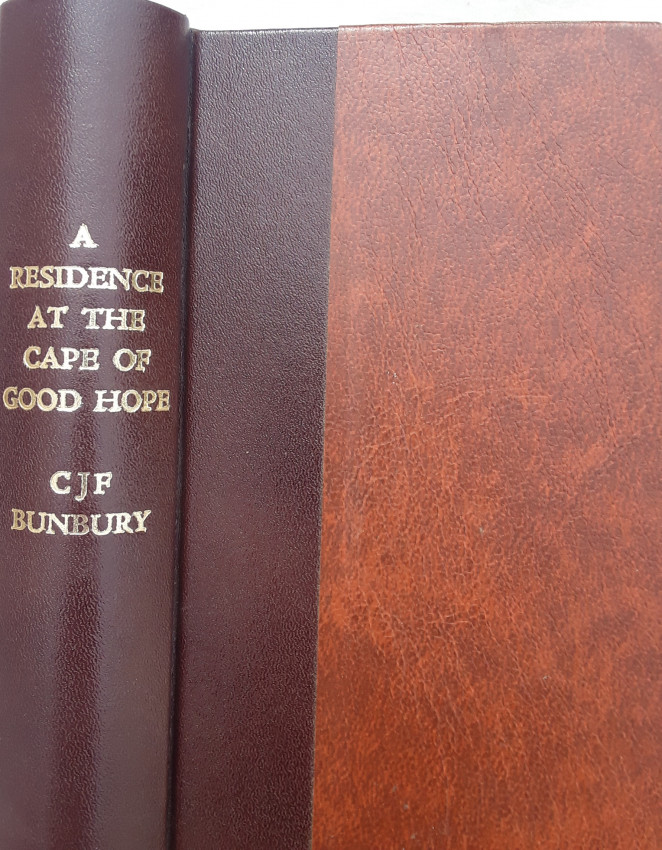 A
RESIDENCE
AT THE
CAPE OF
GOOD HOPE
CJF
BUNBURY